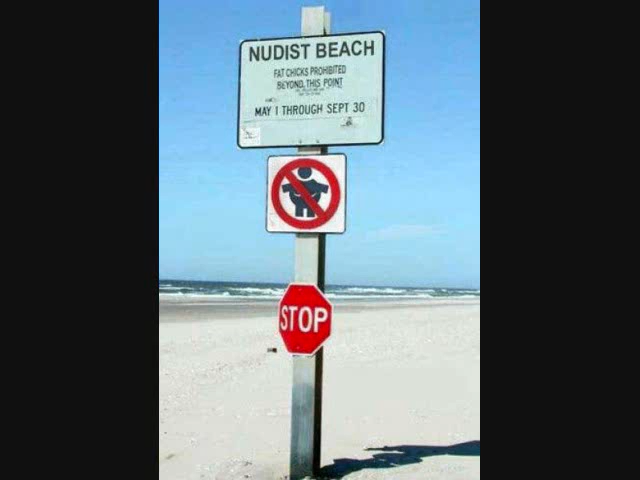 NUDIST BEACH
FAT CHICKS PROHIBITED
BEYOND THIS POINT
MAY 1 THROUGH SEPT 30
STOP